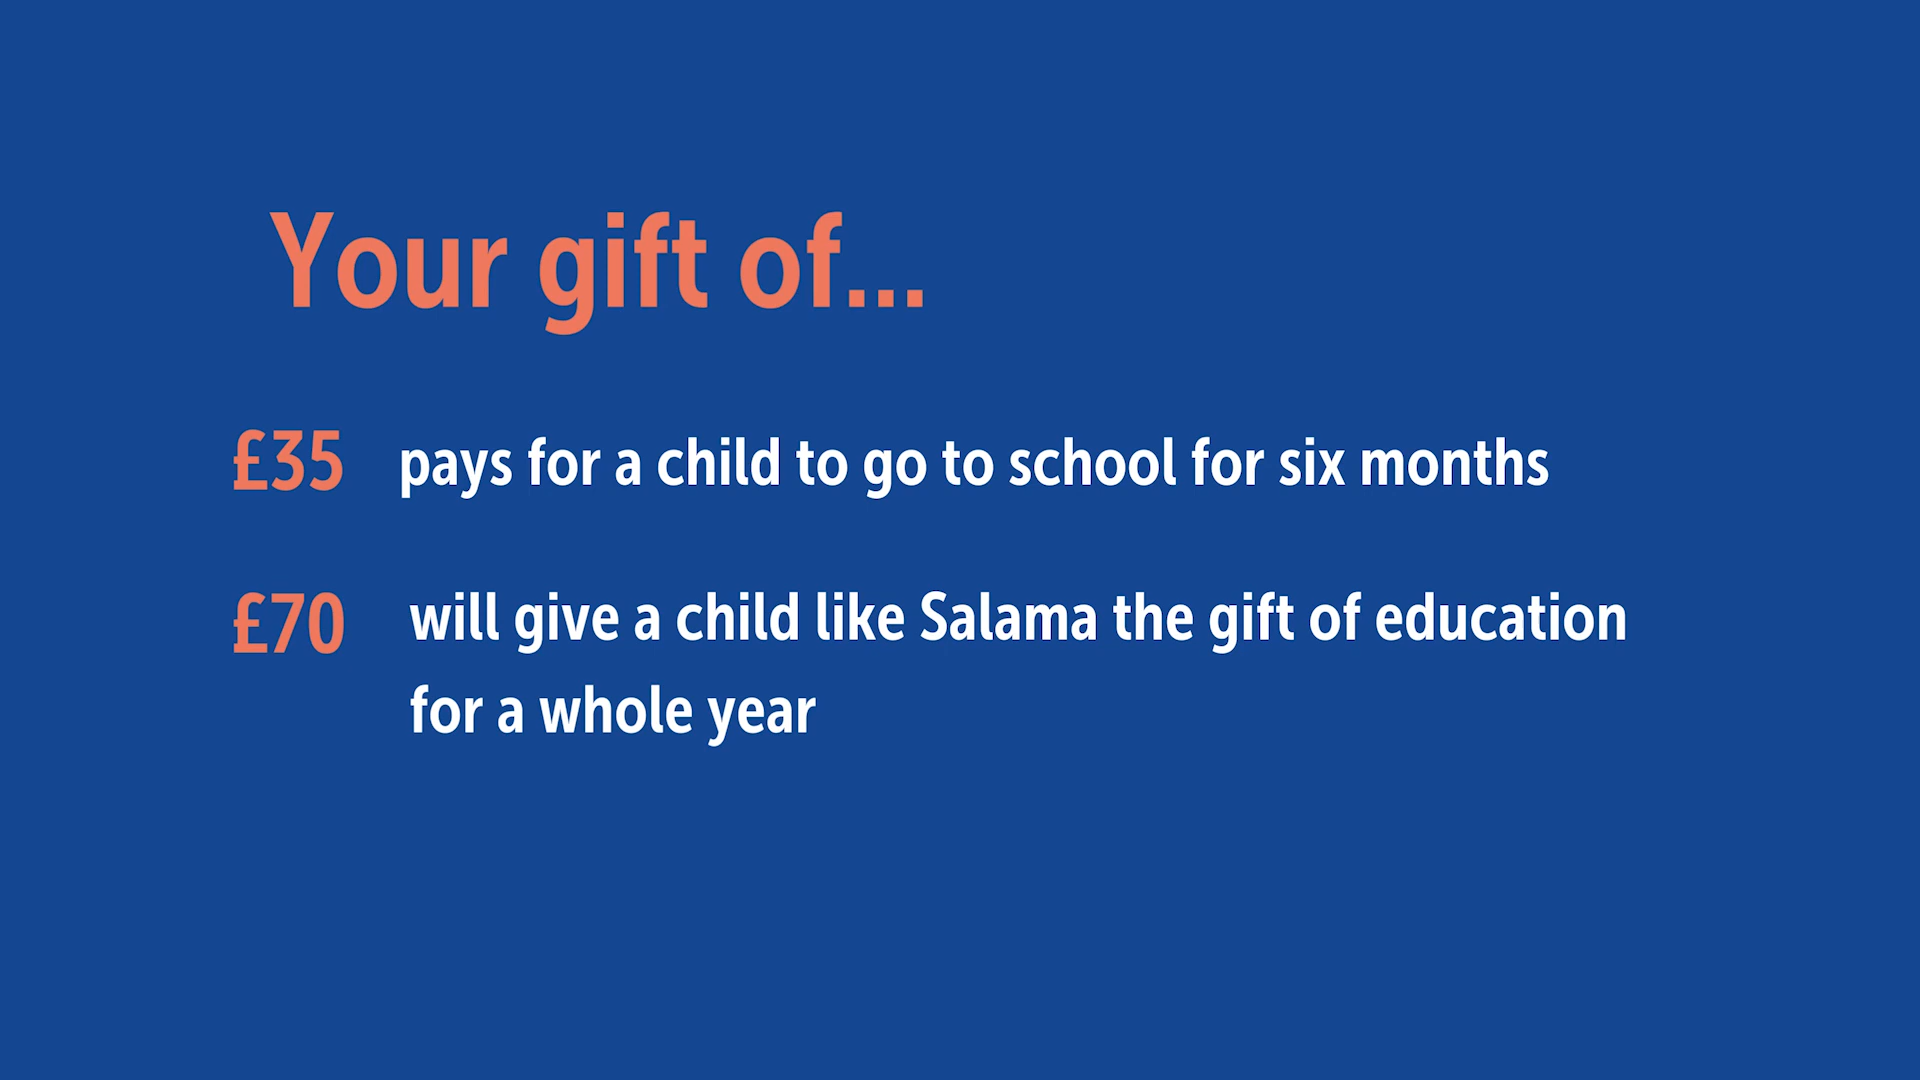 Your gift of...
£35 pays for a child to go to school for six months
£70 will give a child like Salama the gift of education
for a whole year